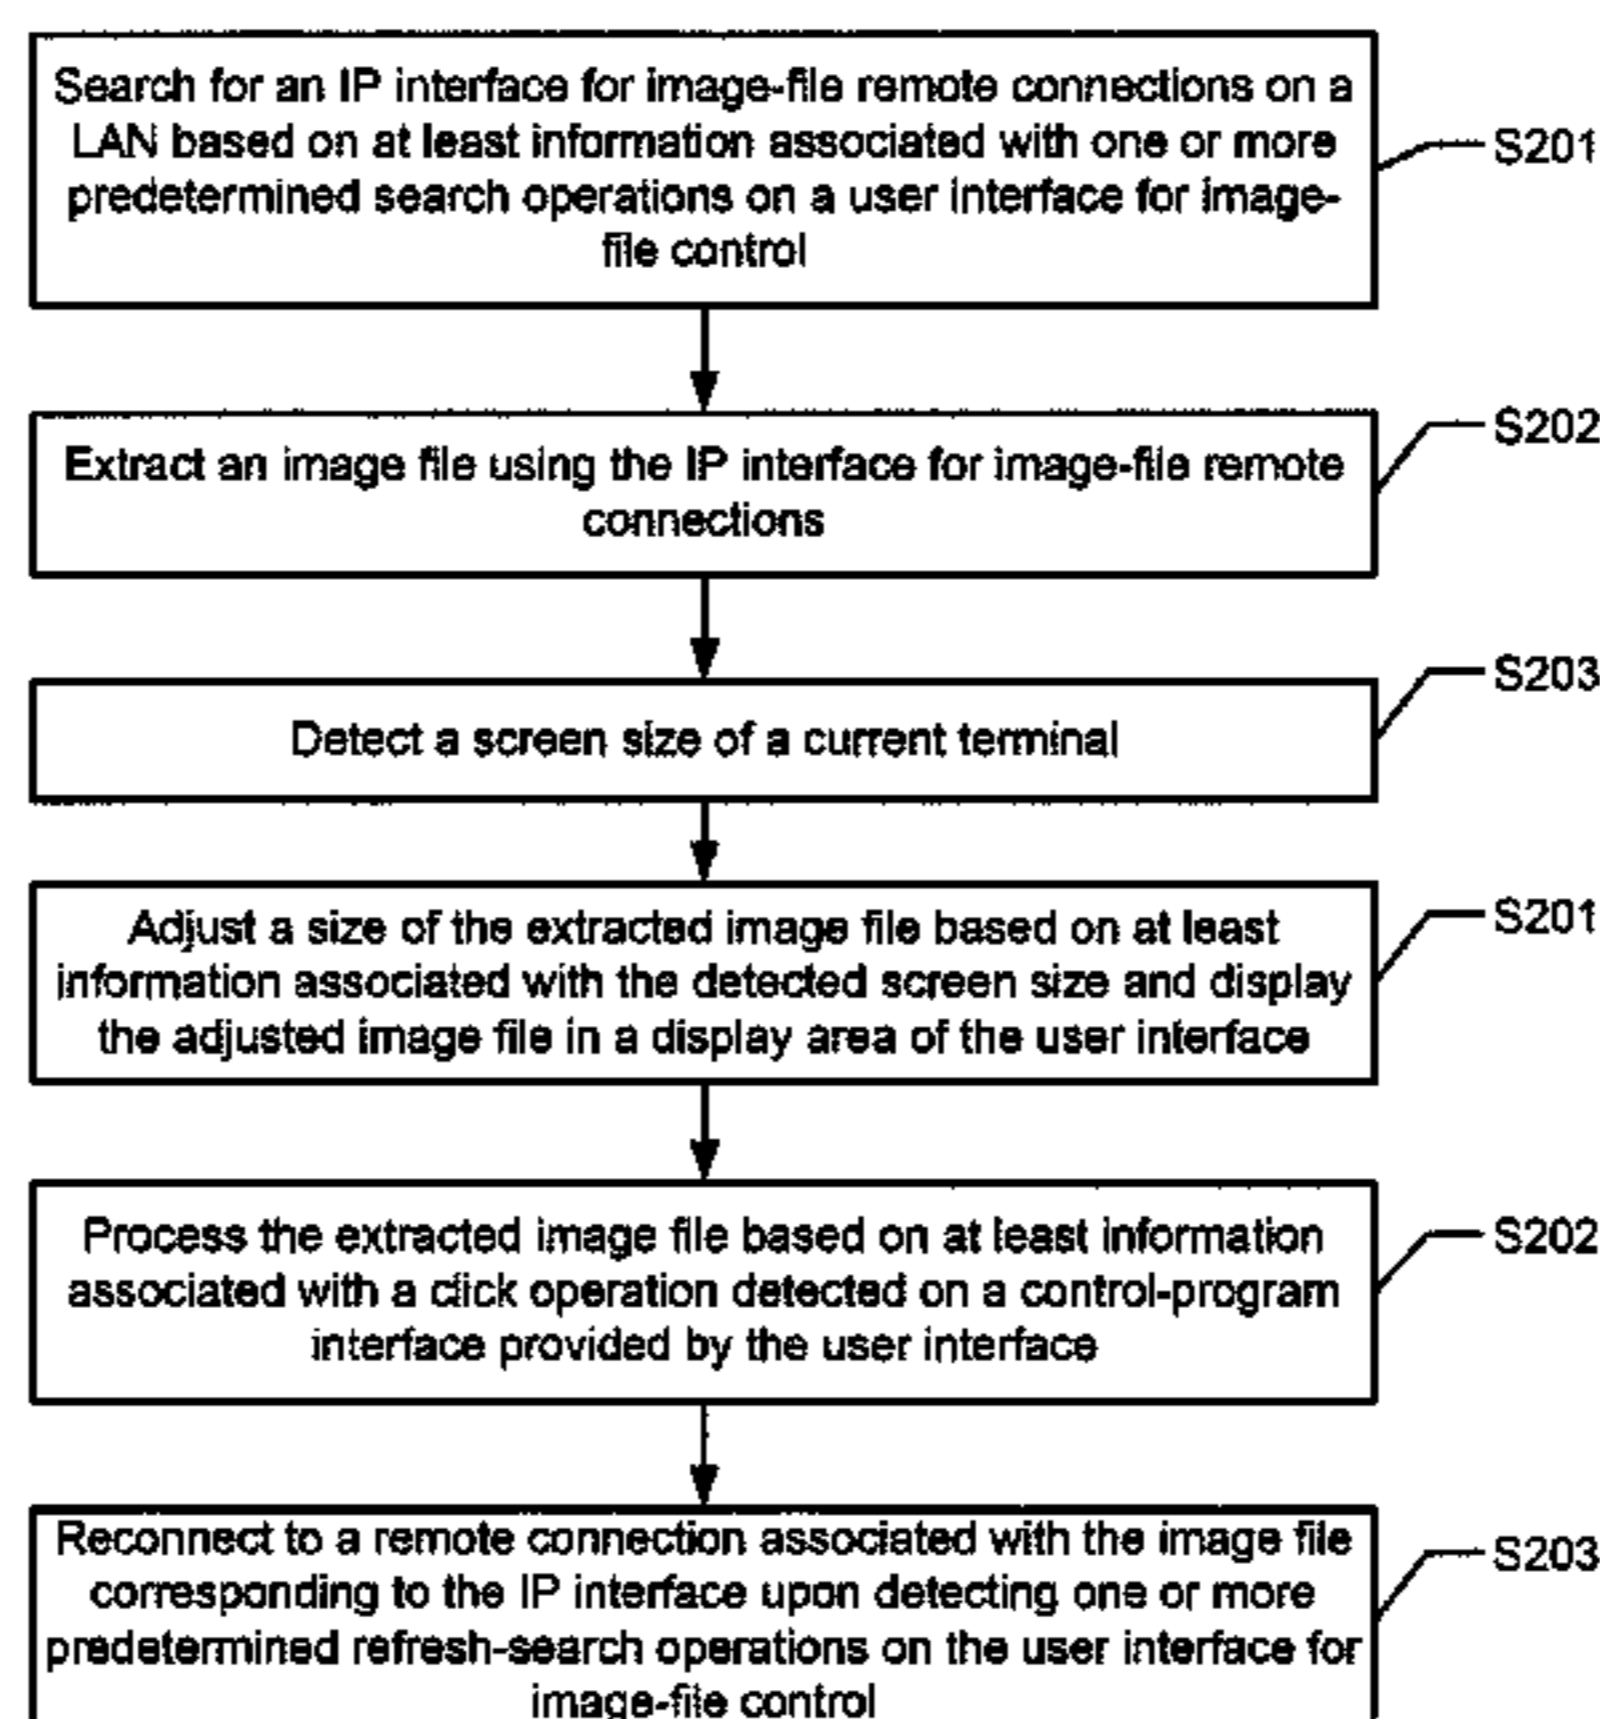 Search for an IP interface for image-file remote connections on a
LAN based on at least information associated with one or more
predetermined search operations on a user interface for image-
file control
S201
Extract an image file using the IP interface for image-file remote
connections
S202
Detect a screen size of a current terminal
S203
Adjust a size of the extracted image file based on at least
information associated with the detected screen size and display
the adjusted image file in a display area of the user interface
S201
Process the extracted image file based on at least information
associated with a click operation detected on a control-program
interface provided by the user interface
S202
Reconnect to a remote connection associated with the image file
corresponding to the IP interface upon detecting one or more
predetermined refresh-search operations on the user interface for
image-file control
S203